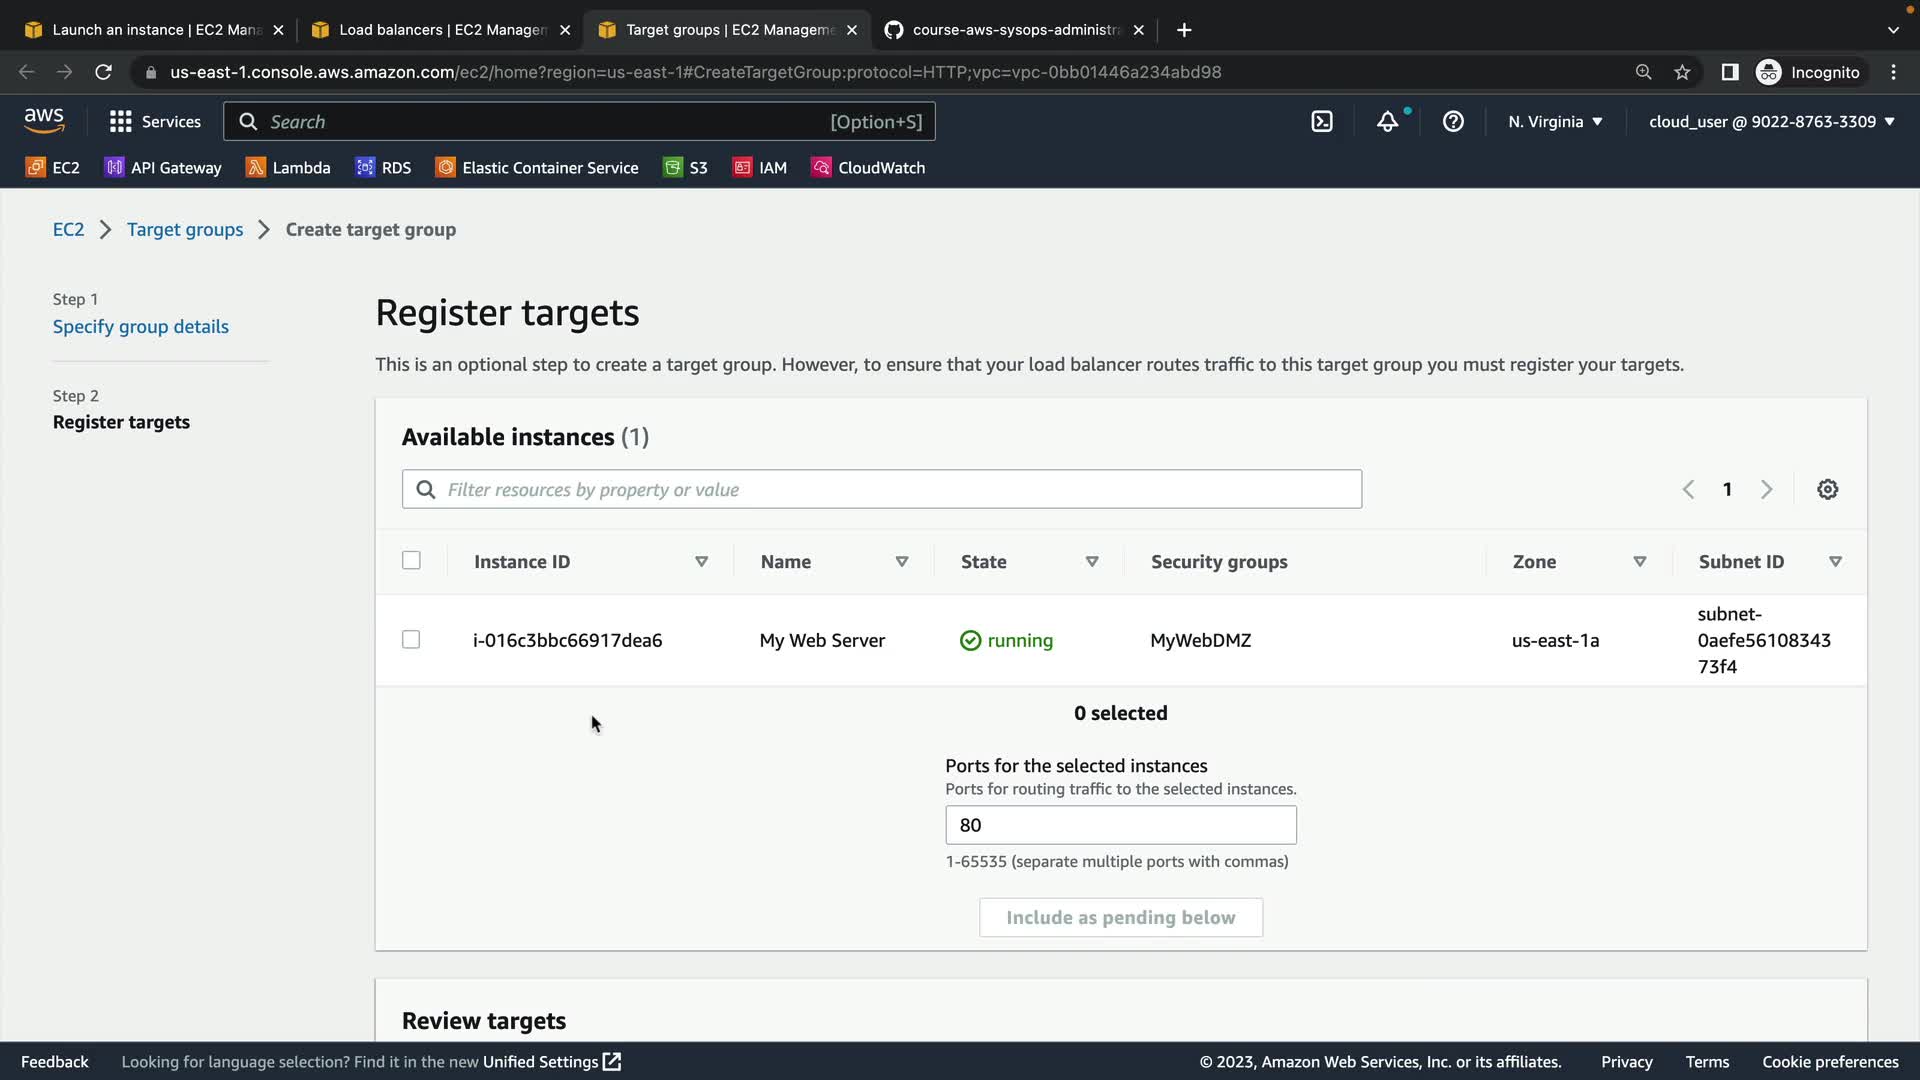 Launch an instance | EC2 Mana
Load balancers | EC2 Managem
Target groups | EC2 Manageme
course-aws-sysops-administra
us-east-1.console.aws.amazon.com/ec2/home?region=us-east-1#CreateTargetGroup:protocol=HTTP;vpc=vpc-0bb01446a234abd98
Incognito
aws
Services
Search
[Option+S]
N. Virginia
cloud_user @ 9022-8763-3309
EC2
API Gateway
Lambda
RDS
Elastic Container Service
S3
IAM
CloudWatch
EC2
Target groups
Create target group
Step 1
Specify group details
Step 2
Register targets
Register targets
This is an optional step to create a target group. However, to ensure that your load balancer routes traffic to this target group you must register your targets.
Available instances (1)
Filter resources by property or value
1
Instance ID
Name
State
Security groups
Zone
Subnet ID
i-016c3bbc66917dea6
My Web Server
running
MyWebDMZ
us-east-1a
subnet-
0aefe56108343
73f4
0 selected
Ports for the selected instances
Ports for routing traffic to the selected instances.
80
1-65535 (separate multiple ports with commas)
Include as pending below
Review targets
Feedback
Looking for language selection? Find it in the new Unified Settings
© 2023, Amazon Web Services, Inc. or its affiliates.
Privacy
Terms
Cookie preferences